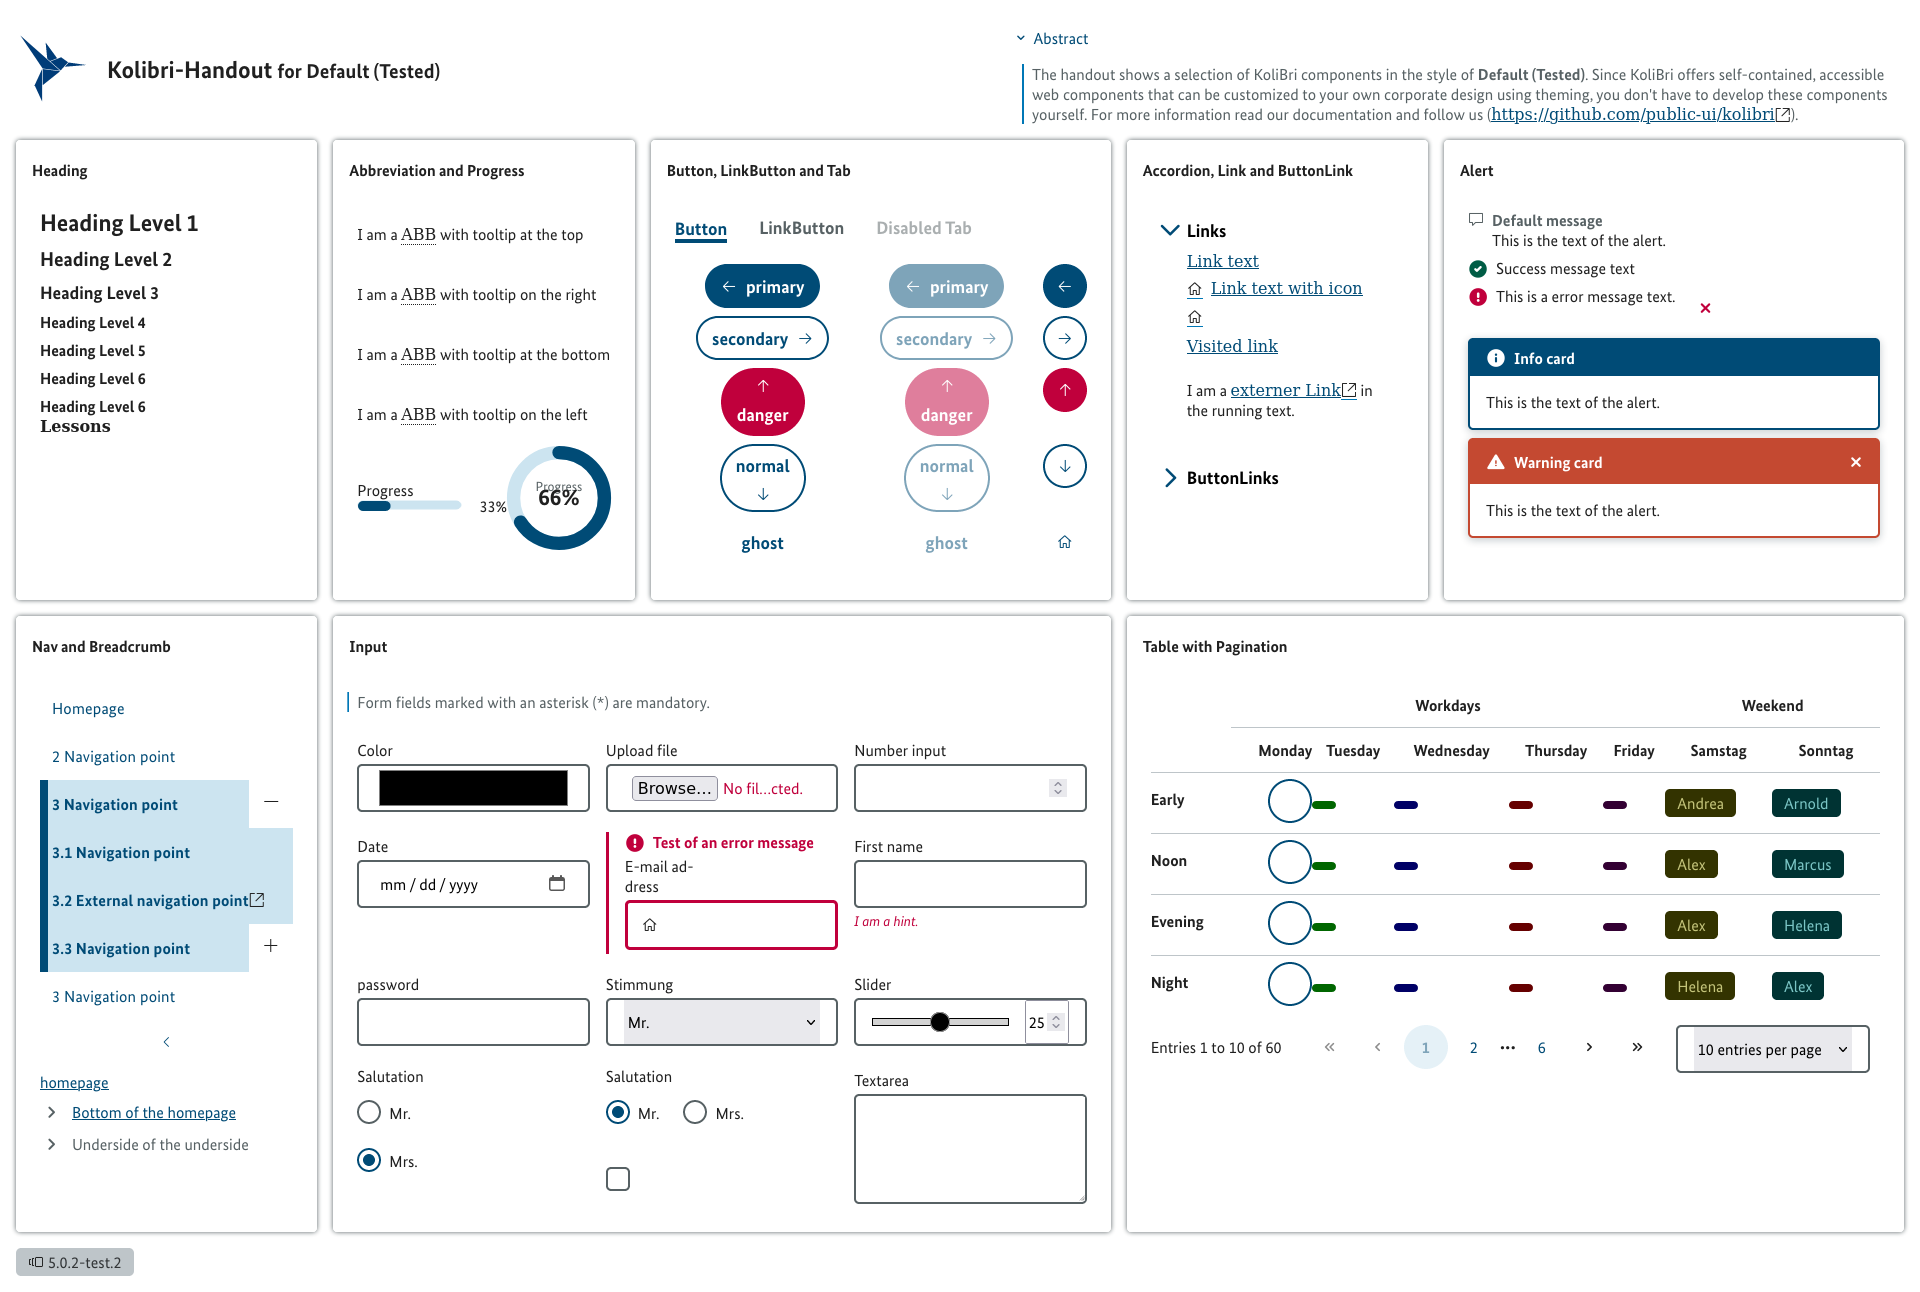 Kolibri-Handout for Default (Tested)
Abstract
The handout shows a selection of KoliBri components in the style of Default (Tested). Since KoliBri offers self-contained, accessible
web components that can be customized to your own corporate design using theming, you don't have to develop these components
yourself. For more information read our documentation and follow us (https://github.com/public-ui/kolibri).
Heading
Heading Level 1
Heading Level 2
Heading Level 3
Heading Level 4
Heading Level 5
Heading Level 6
Heading Level 6
Lessons
Abbreviation and Progress
I am a ABB with tooltip at the top
I am a ABB with tooltip on the right
I am a ABB with tooltip at the bottom
I am a ABB with tooltip on the left
Progress
33%
Progress
66%
Button, LinkButton and Tab
Button LinkButton Disabled Tab
primary primary
secondary secondary
danger danger
normal normal
ghost ghost
Accordion, Link and ButtonLink
Links
Link text
Link text with icon
Visited link
I am a externer Link in
the running text.
ButtonLinks
Alert
Default message
This is the text of the alert.
Success message text
This is a error message text.
Info card
This is the text of the alert.
Warning card
This is the text of the alert.
Nav and Breadcrumb
Homepage
2 Navigation point
3 Navigation point
3.1 Navigation point
3.2 External navigation point
3.3 Navigation point
3 Navigation point
homepage
Bottom of the homepage
Underside of the underside
Input
Form fields marked with an asterisk (*) are mandatory.
Color Upload file Number input
Browse... No fil...cted.
Date
mm / dd / yyyy
Test of an error message
E-mail ad-
dress
First name
I am a hint.
password Stimmung Slider
Mr. 25
Salutation
Mr.
Mrs.
Salutation
Mr. Mrs.
Textarea
Table with Pagination
Workdays Weekend
Monday Tuesday Wednesday Thursday Friday Samstag Sonntag
Early Andrea Arnold
Noon Alex Marcus
Evening Alex Helena
Night Helena Alex
Entries 1 to 10 of 60 « ‹ 1 2 ••• 6 › » 10 entries per page
5.0.2-test.2